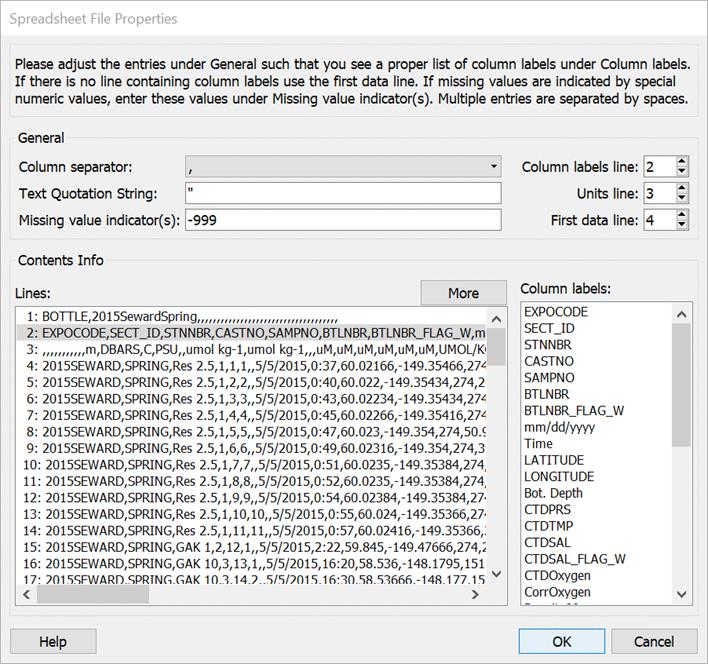 Spreadsheet File Properties
Please adjust the entries under General such that you see a proper list of column labels under Column labels.
If there is no line containing column labels use the first data line. If missing values are indicated by special
numeric values, enter these values under Missing value indicator(s). Multiple entries are separated by spaces.
General
Column separator: ,
Column labels line: 2
Text Quotation String: "
Units line: 3
Missing value indicator(s): -999
First data line: 4
Contents Info
Lines:
More
1: BOTTLE,2015SewardSpring,,,,,,,,,,,,,,,,,,,,,,,,,,,,,,,,,,,,
2: EXPOCODE,SECT_ID,STNNBR,CASTNO,SAMPNO,BTLNBR,BTLNBR_FLAG_W,m
3: ,,,,,,,,,,,m,DBARS,C,PSU,,umol kg-1,umol kg-1,,,uM,uM,uM,uM,uM,uM,UMOL/K
4: 2015SEWARD,SPRING,Res 2.5,1,1,1,,5/5/2015,0:37,60.02166,-149.35466,274
5: 2015SEWARD,SPRING,Res 2.5,1,2,2,,5/5/2015,0:40,60.022,-149.35434,274,2
6: 2015SEWARD,SPRING,Res 2.5,1,3,3,,5/5/2015,0:43,60.02234,-149.35434,274
7: 2015SEWARD,SPRING,Res 2.5,1,4,4,,5/5/2015,0:45,60.02266,-149.35416,274
8: 2015SEWARD,SPRING,Res 2.5,1,5,5,,5/5/2015,0:47,60.023,-149.354,274,50.9
9: 2015SEWARD,SPRING,Res 2.5,1,6,6,,5/5/2015,0:49,60.02316,-149.354,274,3
10: 2015SEWARD,SPRING,Res 2.5,1,7,7,,5/5/2015,0:51,60.0235,-149.35384,274,
11: 2015SEWARD,SPRING,Res 2.5,1,8,8,,5/5/2015,0:52,60.0235,-149.35384,274,
12: 2015SEWARD,SPRING,Res 2.5,1,9,9,,5/5/2015,0:54,60.02384,-149.35384,274
13: 2015SEWARD,SPRING,Res 2.5,1,10,10,,5/5/2015,0:55,60.024,-149.35366,274,
14: 2015SEWARD,SPRING,Res 2.5,1,11,11,,5/5/2015,0:57,60.02416,-149.35366,27
15: 2015SEWARD,SPRING,GAK 1,2,12,1,,5/5/2015,2:22,59.845,-149.47666,274,2
16: 2015SEWARD,SPRING,GAK 10,3,13,1,,5/5/2015,16:20,58.536,-148.1795,151
17: 2015SEWARD,SPRING,GAK 10,3,14,2,,5/5/2015,16:30,58.53666,-148.177,15
Column labels:
EXPOCODE
SECT_ID
STNNBR
CASTNO
SAMPNO
BTLNBR
BTLNBR_FLAG_W
mm/dd/yyyy
Time
LATITUDE
LONGITUDE
Bot. Depth
CTDPRS
CTDTMP
CTDSAL
CTDSAL_FLAG_W
CTDOxygen
CorrOxygen
Help
OK
Cancel